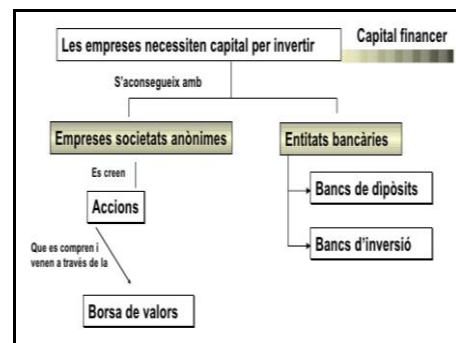 Capital financer
Les empreses necessiten capital per invertir
S'aconsegueix amb
Empreses societats anònimes
Entitats bancàries
Es creen
Bancs de dipòsits
Accions
Que es compren i
venen a través de la
Bancs d'inversió
Borsa de valors